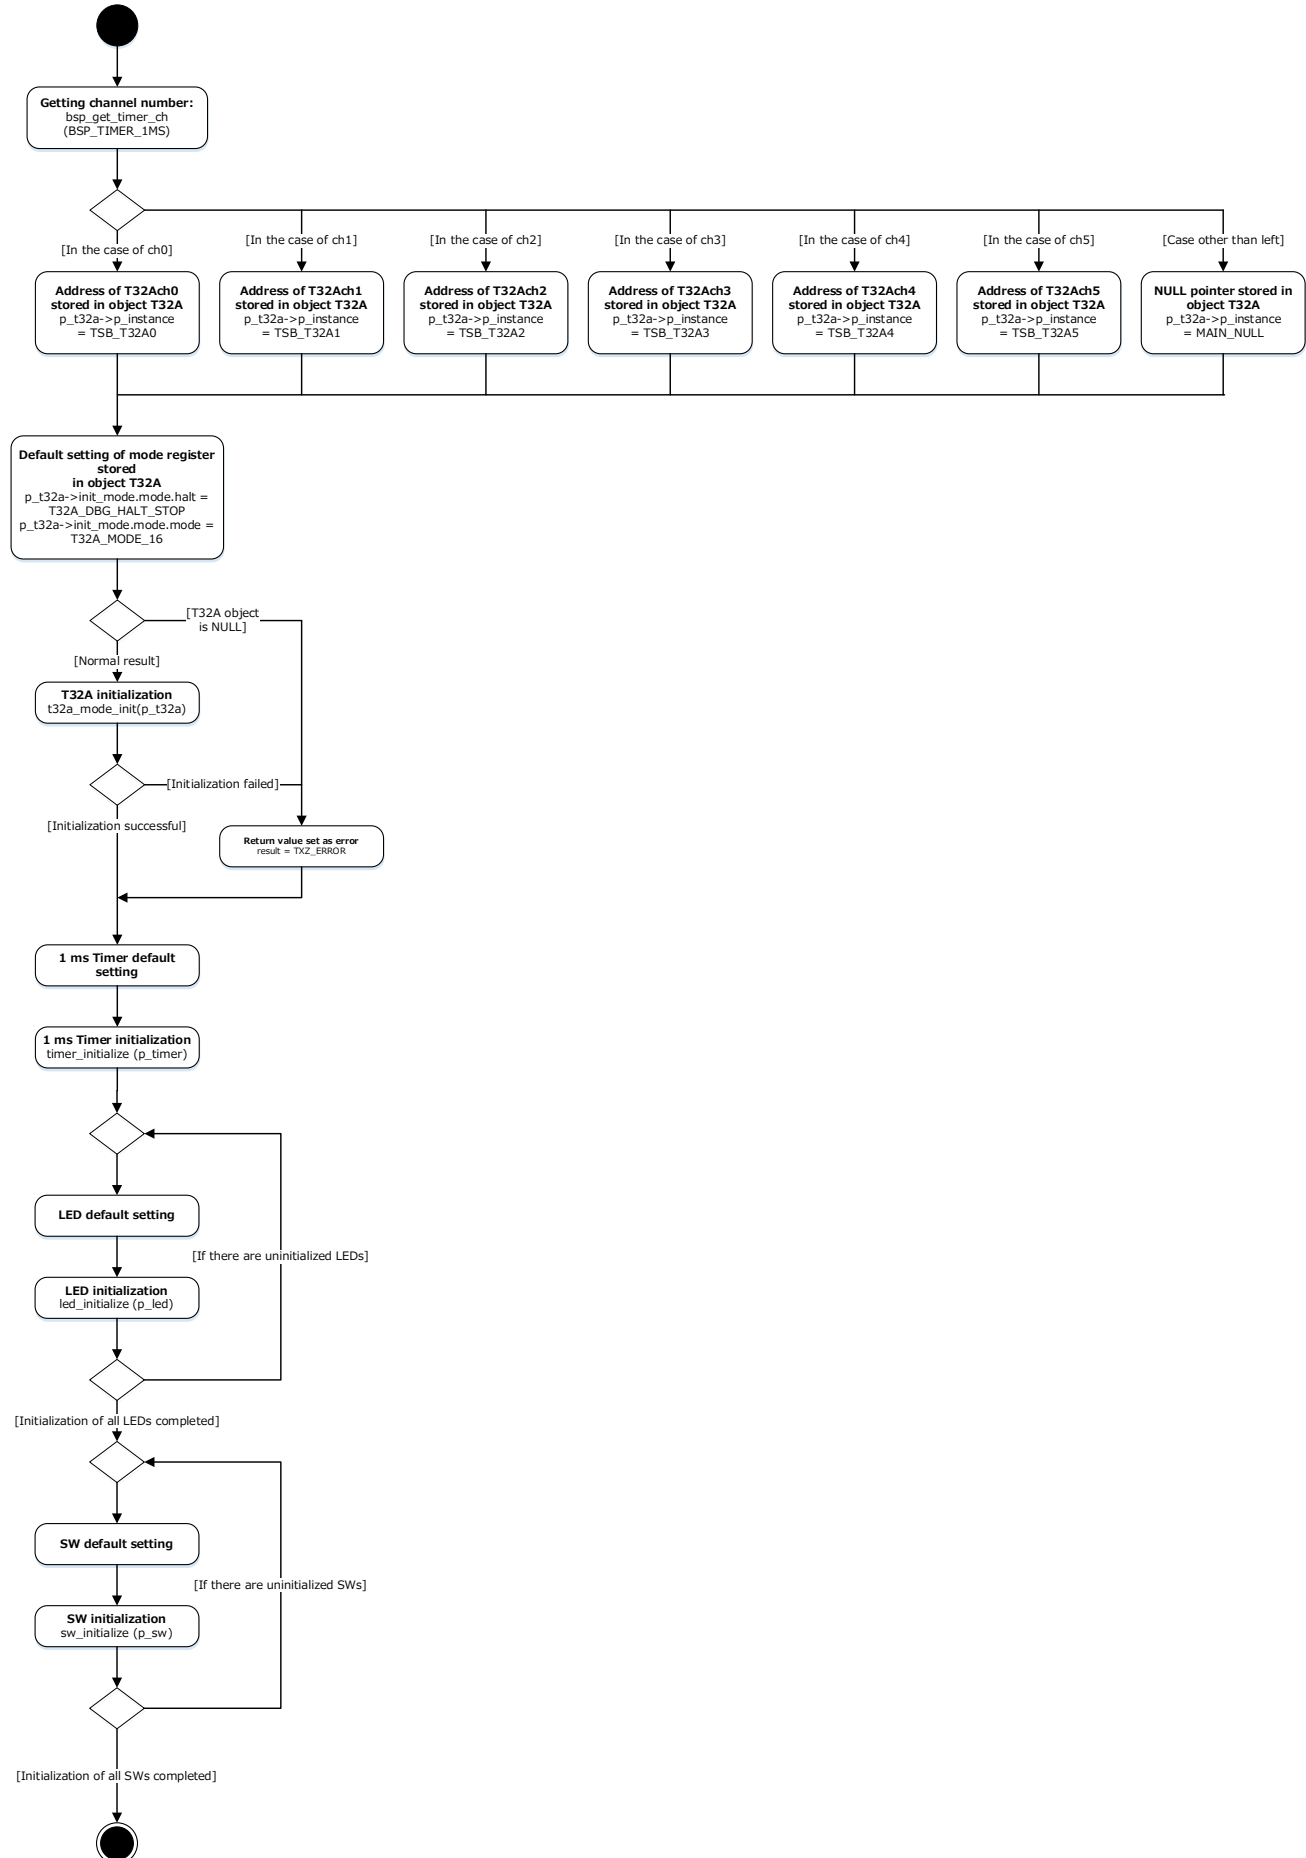 Getting channel number:
bsp_get_timer_ch
(BSP_TIMER_1MS)
[In the case of ch0]
[In the case of ch1]
[In the case of ch2]
[In the case of ch3]
[In the case of ch4]
[In the case of ch5]
[Case other than left]
Address of T32Ach0
stored in object T32A
p_t32a->p_instance
= TSB_T32A0
Address of T32Ach1
stored in object T32A
p_t32a->p_instance
= TSB_T32A1
Address of T32Ach2
stored in object T32A
p_t32a->p_instance
= TSB_T32A2
Address of T32Ach3
stored in object T32A
p_t32a->p_instance
= TSB_T32A3
Address of T32Ach4
stored in object T32A
p_t32a->p_instance
= TSB_T32A4
Address of T32Ach5
stored in object T32A
p_t32a->p_instance
= TSB_T32A5
NULL pointer stored in
object T32A
p_t32a->p_instance
= MAIN_NULL
Default setting of mode register
stored
in object T32A
p_t32a->init_mode.mode.halt =
T32A_DBG_HALT_STOP
p_t32a->init_mode.mode.mode =
T32A_MODE_16
[T32A object
is NULL]
[Normal result]
T32A initialization
t32a_mode_init(p_t32a)
[Initialization failed]
[Initialization successful]
Return value set as error
result = TXZ_ERROR
1 ms Timer default
setting
1 ms Timer initialization
timer_initialize (p_timer)
LED default setting
[If there are uninitialized LEDs]
LED initialization
led_initialize (p_led)
[Initialization of all LEDs completed]
SW default setting
[If there are uninitialized SWs]
SW initialization
sw_initialize (p_sw)
[Initialization of all SWs completed]